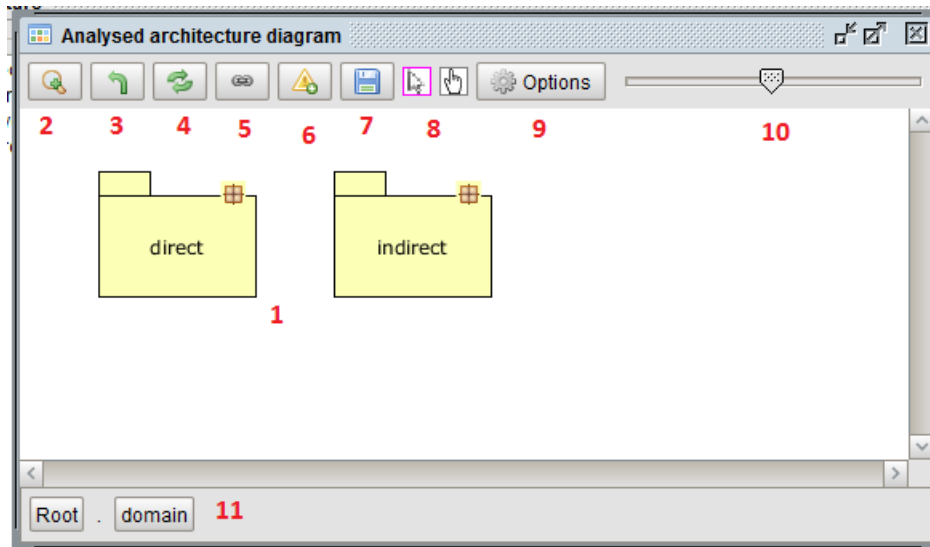 Analysed architecture diagram
Options
2 3 4 5 6 7 8 9 10
direct indirect
1
Root . domain 11